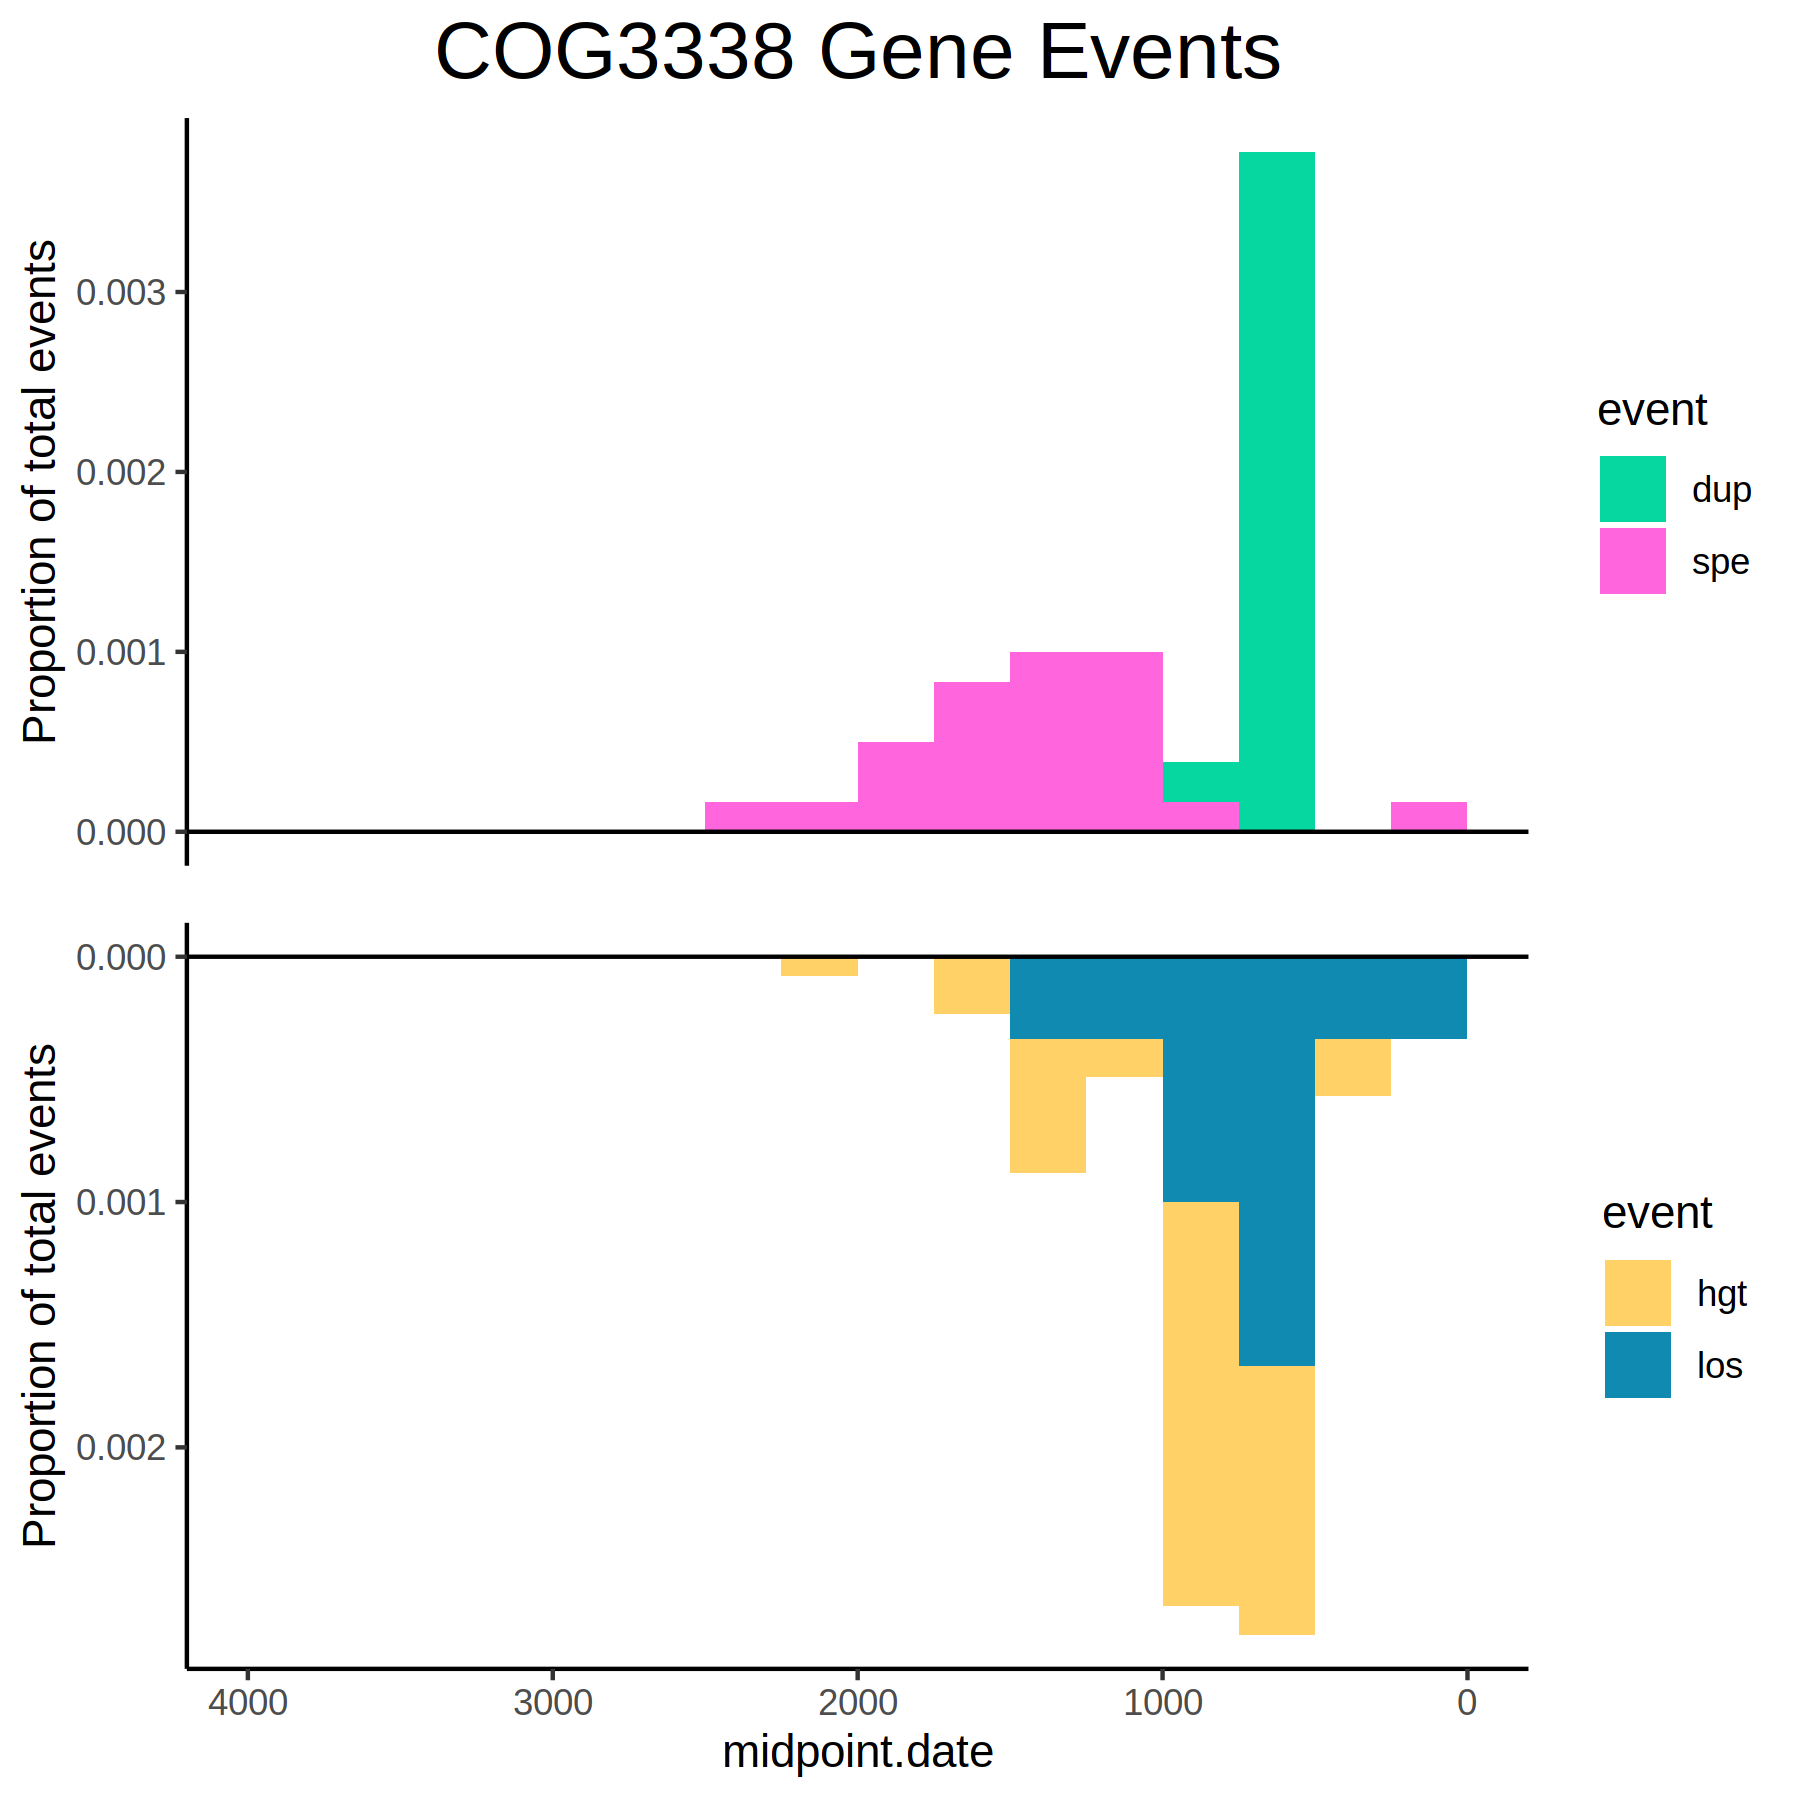 COG3338 Gene Events
Proportion of total events
0.003
0.002
0.001
0.000
event
dup
spe
Proportion of total events
0.000
0.001
0.002
event
hgt
los
4000 3000 2000 1000 0
midpoint.date